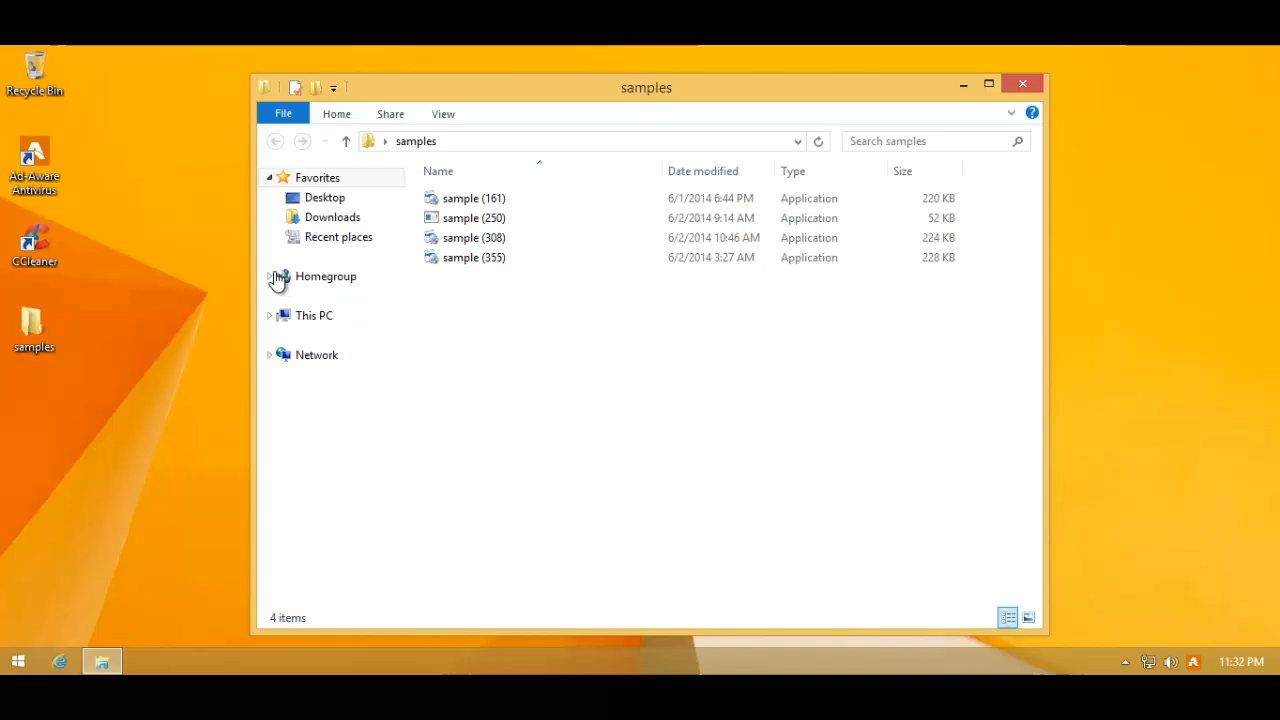 Recycle Bin
Ad-Aware
Antivirus
CCleaner
samples
samples
File Home Share View
samples Search samples
Favorites
Desktop
Downloads
Recent places
Homegroup
This PC
Network
Name Date modified Type Size
sample (161) 6/1/2014 6:44 PM Application 220 KB
sample (250) 6/2/2014 9:14 AM Application 52 KB
sample (308) 6/2/2014 10:46 AM Application 224 KB
sample (355) 6/2/2014 3:27 AM Application 228 KB
4 items
11:32 PM